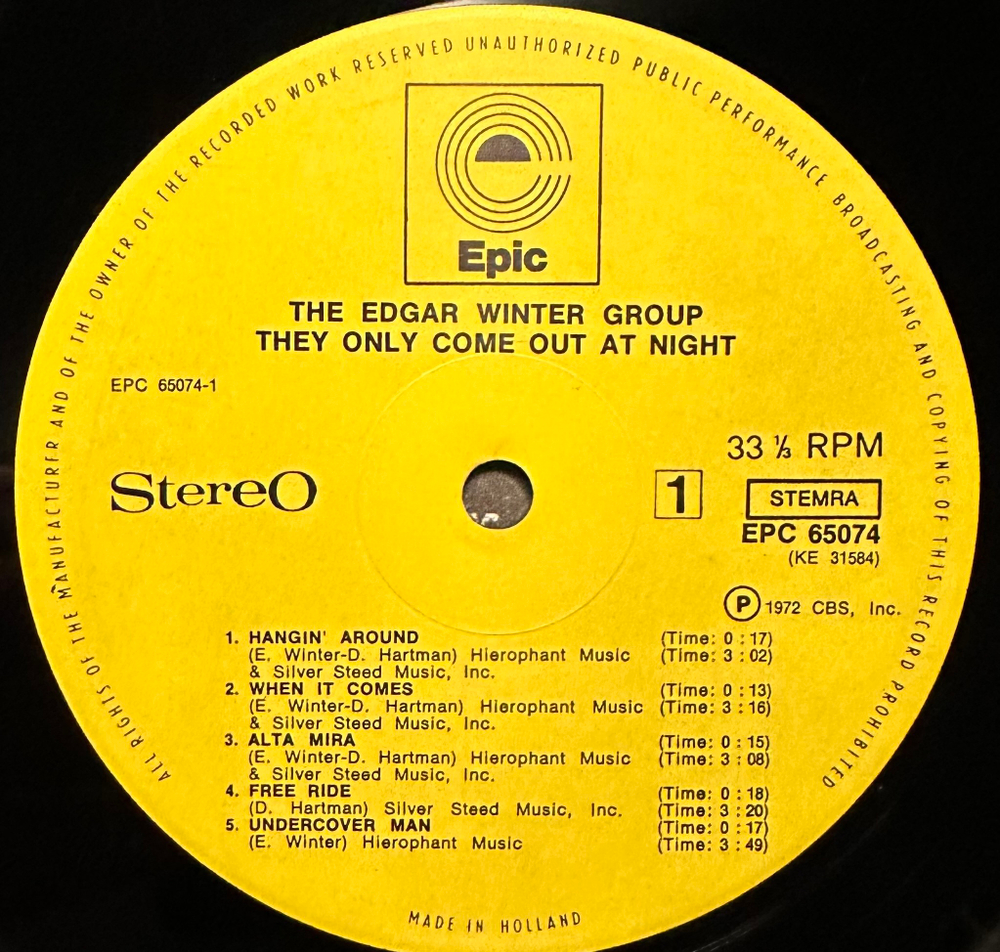 ALL RIGHTS OF THE MANUFACTURER AND OF THE OWNER OF THE RECORDED WORK RESERVED UNAUTHORIZED PUBLIC PERFORMANCE BROADCASTING AND COPYING OF THIS RECORD PROHIBITED
e
Epic
THE EDGAR WINTER GROUP
THEY ONLY COME OUT AT NIGHT
EPC 65074-1
33 ⅓ RPM
Stereo
1
STEMRA
EPC 65074
(KE 31584)
Ⓟ 1972 CBS, Inc.
1. HANGIN' AROUND (Time: 0 : 17)
(E. Winter-D. Hartman) Hierophant Music (Time: 3 : 02)
& Silver Steed Music, Inc.
2. WHEN IT COMES (Time: 0 : 13)
(E. Winter-D. Hartman) Hierophant Music (Time: 3 : 16)
& Silver Steed Music, Inc.
3. ALTA MIRA (Time: 0 : 15)
(E. Winter-D. Hartman) Hierophant Music (Time: 3 : 08)
& Silver Steed Music, Inc.
4. FREE RIDE (Time: 0 : 18)
(D. Hartman) Silver Steed Music, Inc. (Time: 3 : 20)
5. UNDERCOVER MAN (Time: 0 : 17)
(E. Winter) Hierophant Music (Time: 3 : 49)
MADE IN HOLLAND